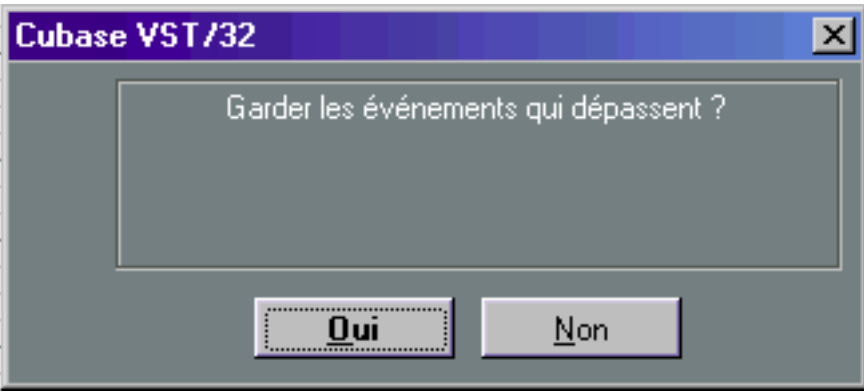 Cubase VST/32
Garder les événements qui dépassent ?
Oui
Non